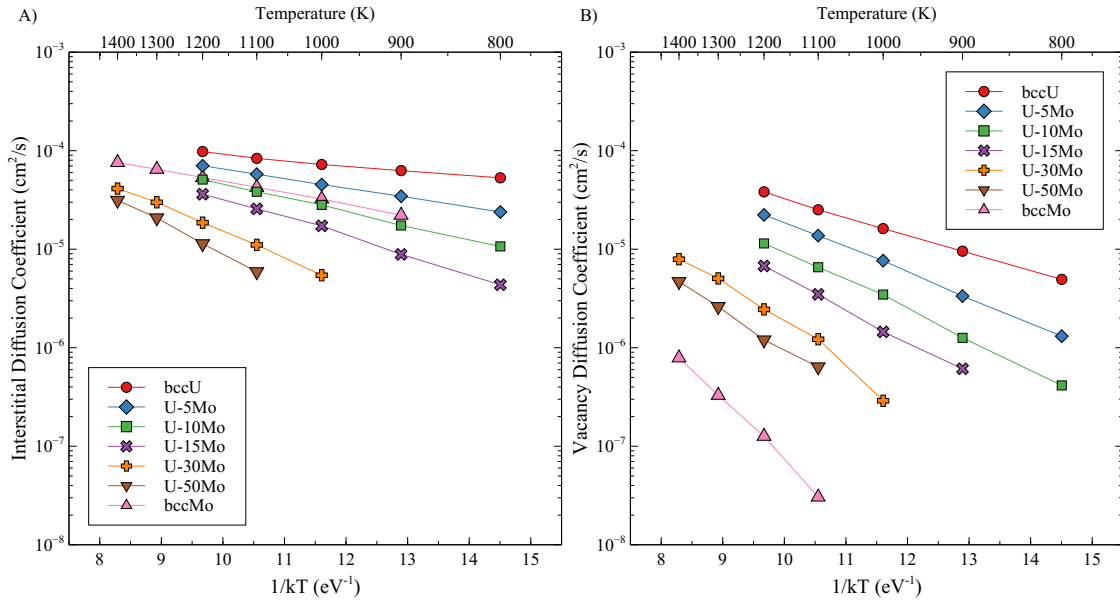 A)
Temperature (K)
1400 1300 1200 1100 1000 900 800
10⁻³
10⁻⁴
10⁻⁵
10⁻⁶
10⁻⁷
10⁻⁸
Interstitial Diffusion Coefficient (cm²/s)
bccU
U-5Mo
U-10Mo
U-15Mo
U-30Mo
U-50Mo
bccMo
8 9 10 11 12 13 14 15
1/kT (eV⁻¹)
B)
Temperature (K)
1400 1300 1200 1100 1000 900 800
10⁻³
10⁻⁴
10⁻⁵
10⁻⁶
10⁻⁷
10⁻⁸
Vacancy Diffusion Coefficient (cm²/s)
bccU
U-5Mo
U-10Mo
U-15Mo
U-30Mo
U-50Mo
bccMo
8 9 10 11 12 13 14 15
1/kT (eV⁻¹)